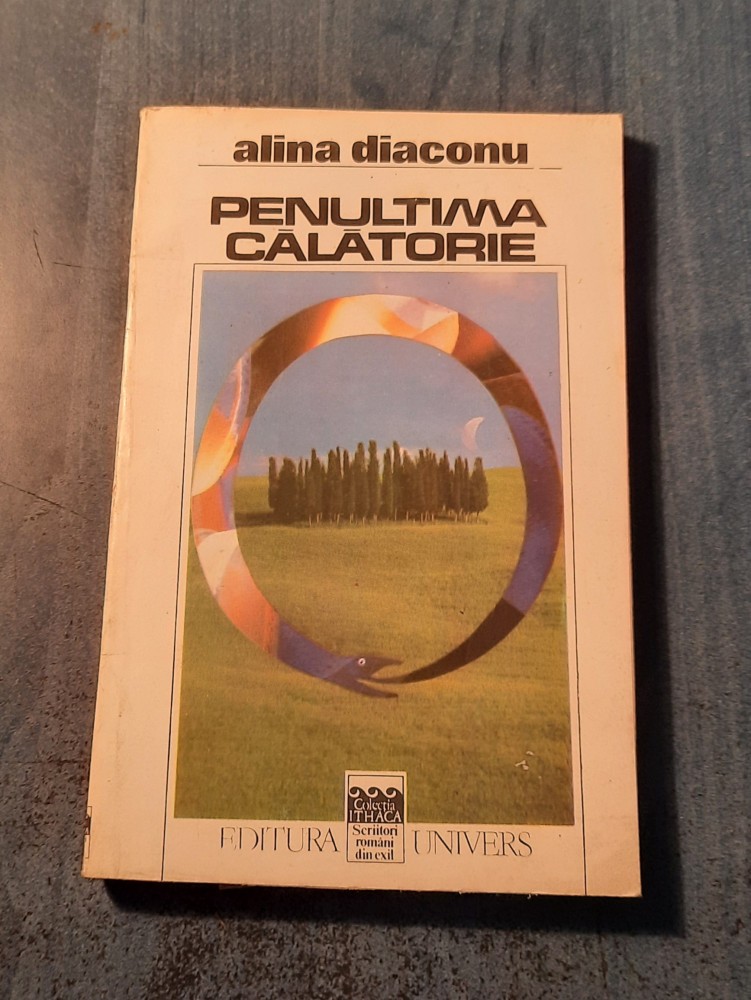 alina diaconu
PENULTIMA
CĂLĂTORIE
Colecția
ITHACA
Scriitori
români
din exil
EDITURA UNIVERS